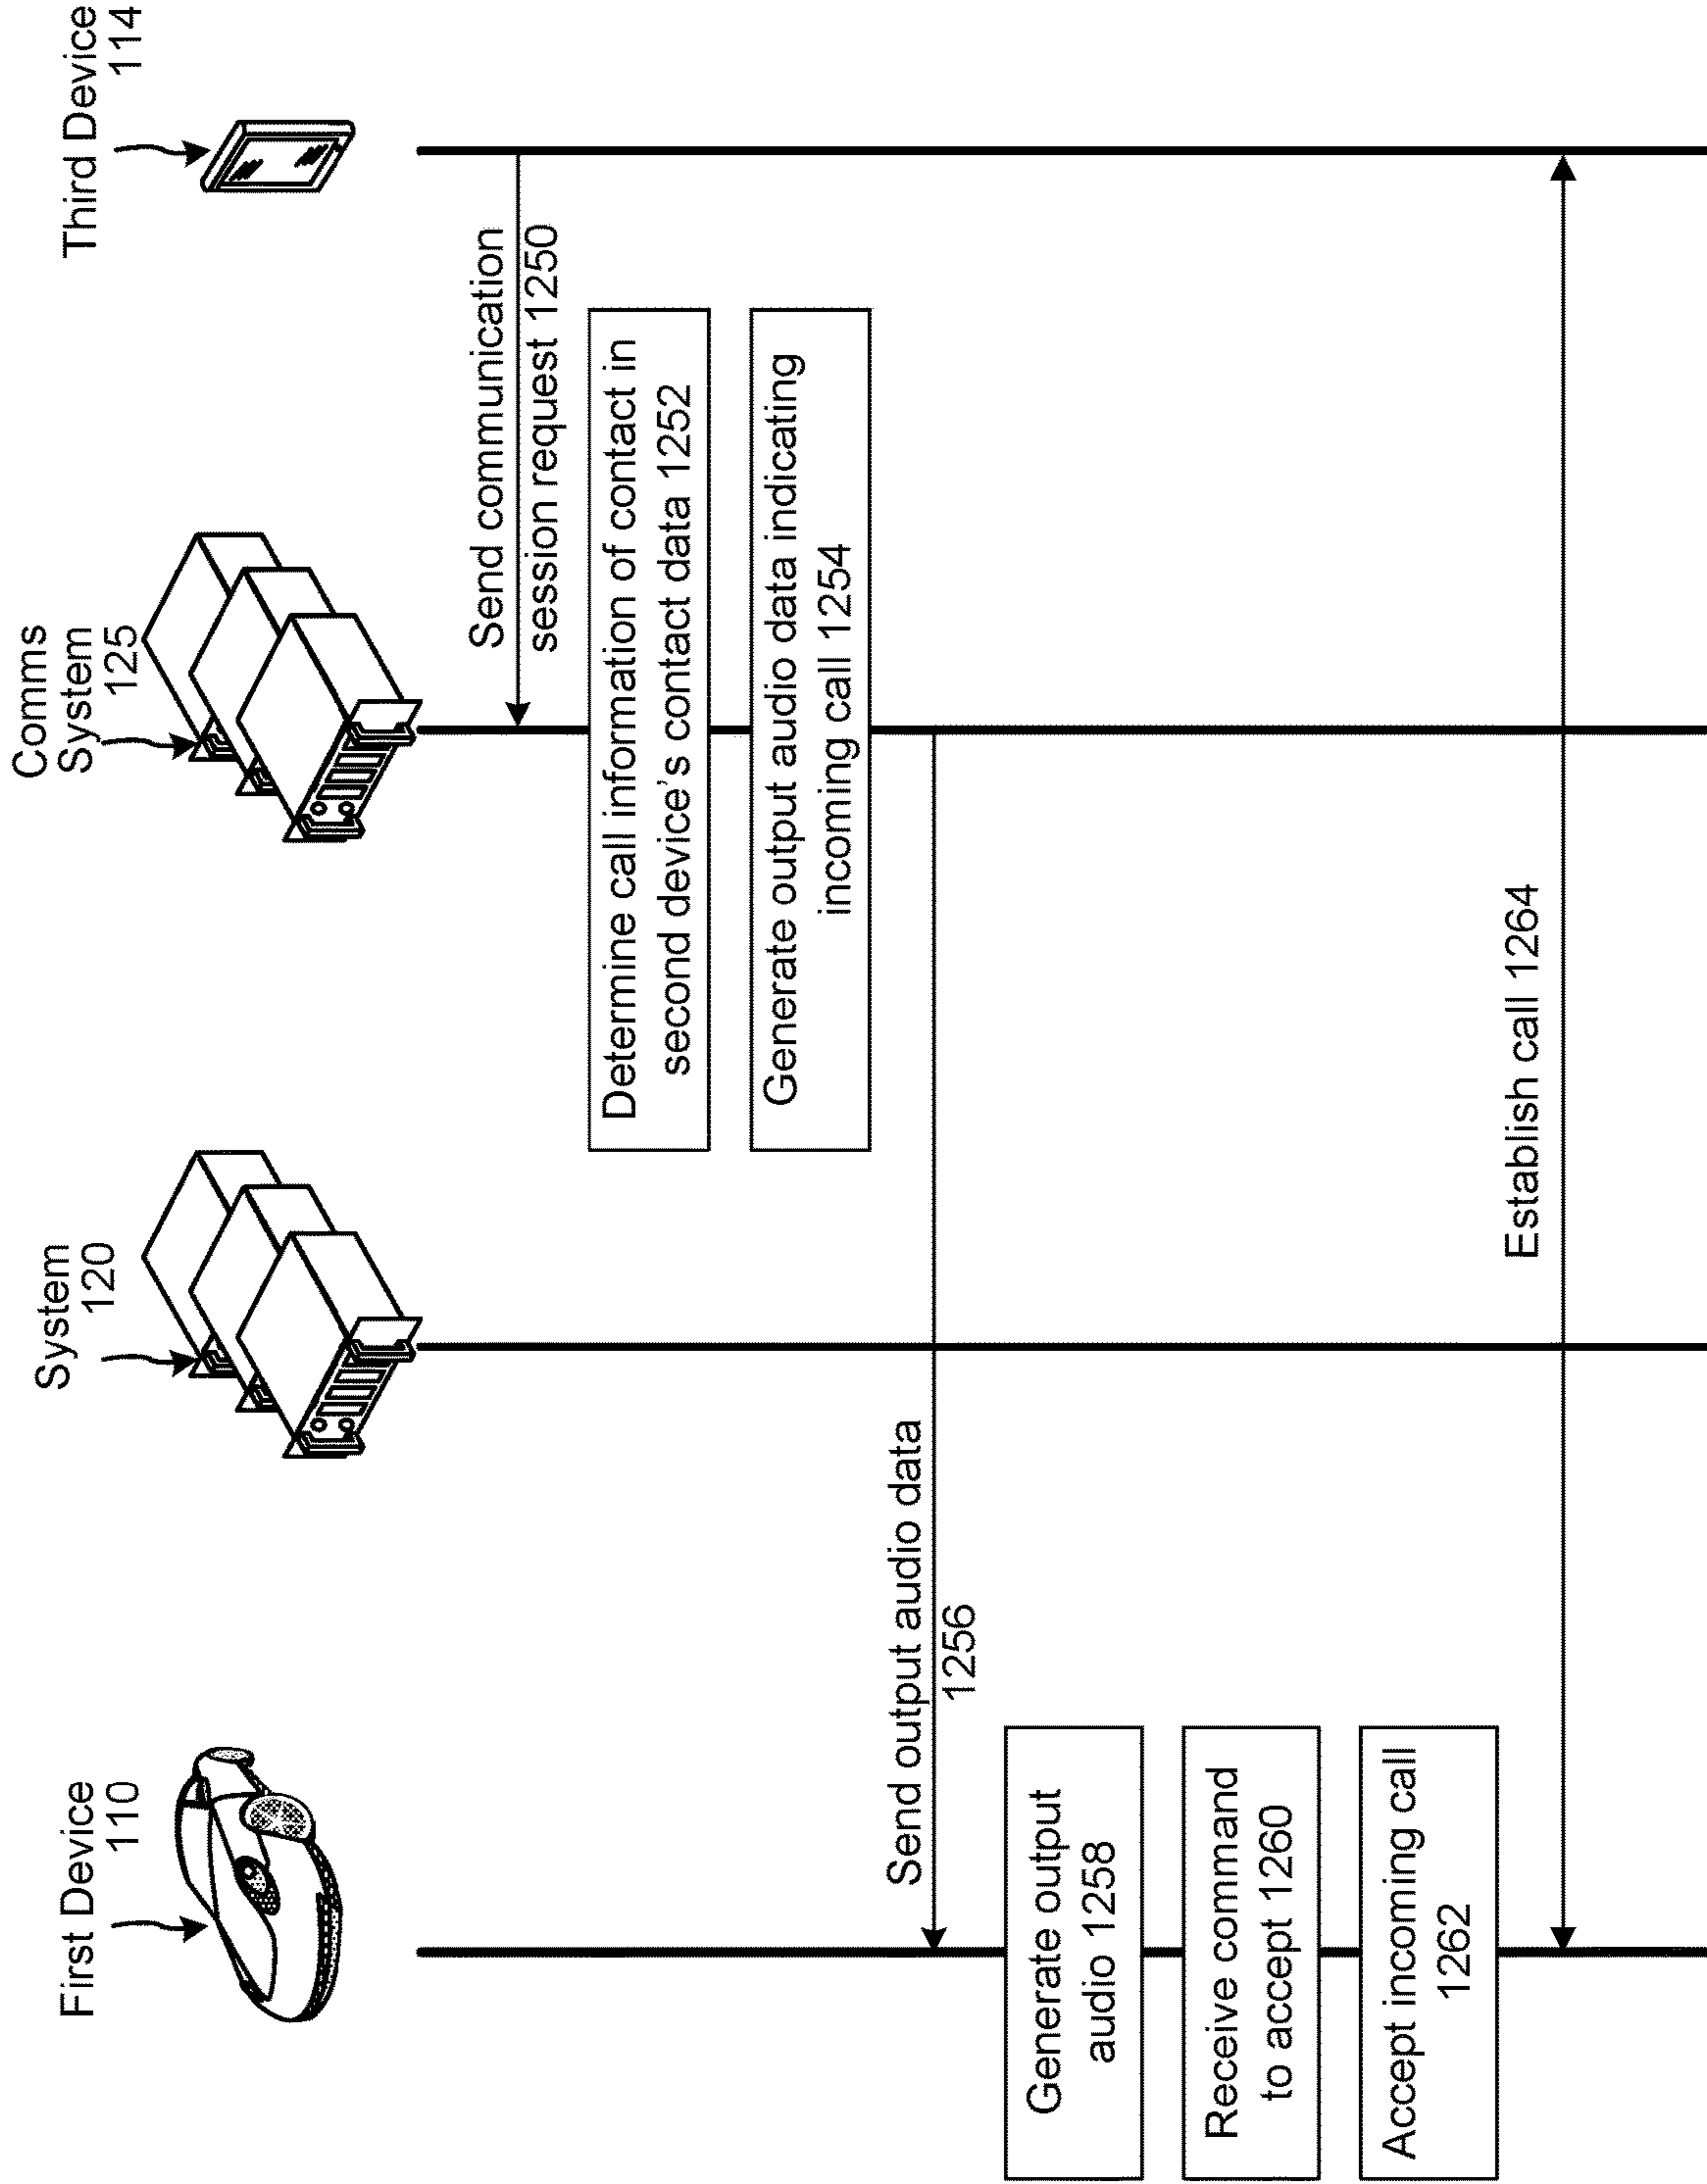 First Device
110
System
120
Comms
System
125
Third Device
114
Send communication
session request 1250
Determine call information of contact in
second device's contact data 1252
Generate output audio data indicating
incoming call 1254
Send output audio data
1256
Generate output
audio 1258
Receive command
to accept 1260
Accept incoming call
1262
Establish call 1264